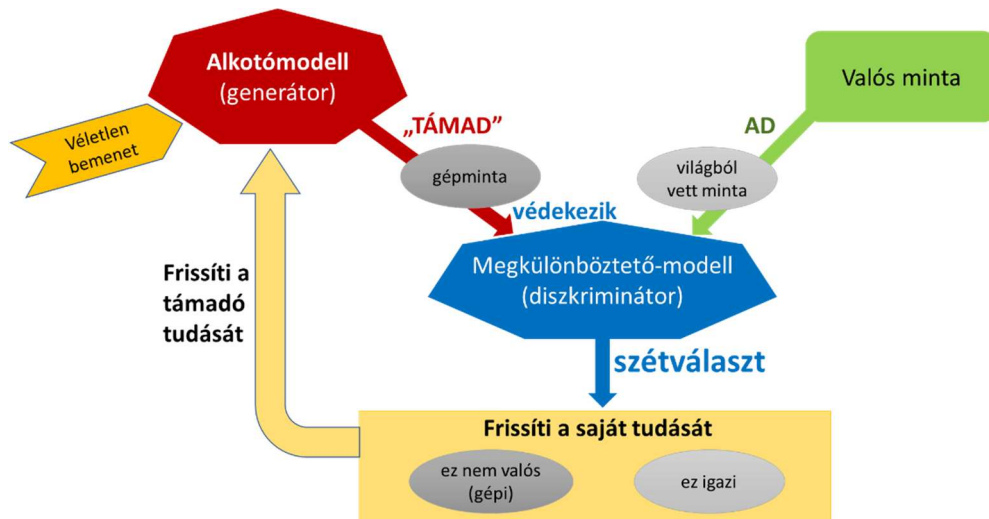 Alkotómodell
(generátor)
Valós minta
Véletlen
bemenet
„TÁMAD”
AD
gépminta
világból
vett minta
védekezik
Megkülönböztető-modell
(diszkriminátor)
Frissíti a
támadó
tudását
szétválaszt
Frissíti a saját tudását
ez nem valós
(gépi)
ez igazi